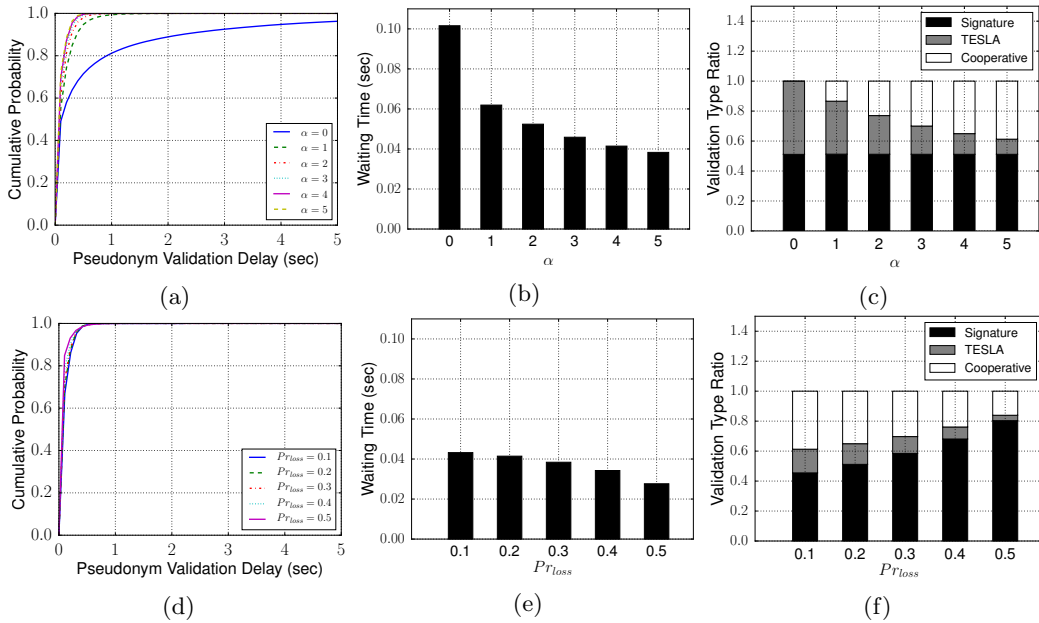 Cumulative Probability
1.0
0.8
0.6
0.4
0.2
0.0
α = 0
α = 1
α = 2
α = 3
α = 4
α = 5
0 1 2 3 4 5
Pseudonym Validation Delay (sec)
(a)
Waiting Time (sec)
0.10
0.08
0.06
0.04
0.02
0.00
0 1 2 3 4 5
α
(b)
Validation Type Ratio
1.4
1.2
1.0
0.8
0.6
0.4
0.2
0.0
Signature
TESLA
Cooperative
0 1 2 3 4 5
α
(c)
Cumulative Probability
1.0
0.8
0.6
0.4
0.2
0.0
Pr_loss = 0.1
Pr_loss = 0.2
Pr_loss = 0.3
Pr_loss = 0.4
Pr_loss = 0.5
0 1 2 3 4 5
Pseudonym Validation Delay (sec)
(d)
Waiting Time (sec)
0.10
0.08
0.06
0.04
0.02
0.00
0.1 0.2 0.3 0.4 0.5
Pr_loss
(e)
Validation Type Ratio
1.4
1.2
1.0
0.8
0.6
0.4
0.2
0.0
Signature
TESLA
Cooperative
0.1 0.2 0.3 0.4 0.5
Pr_loss
(f)